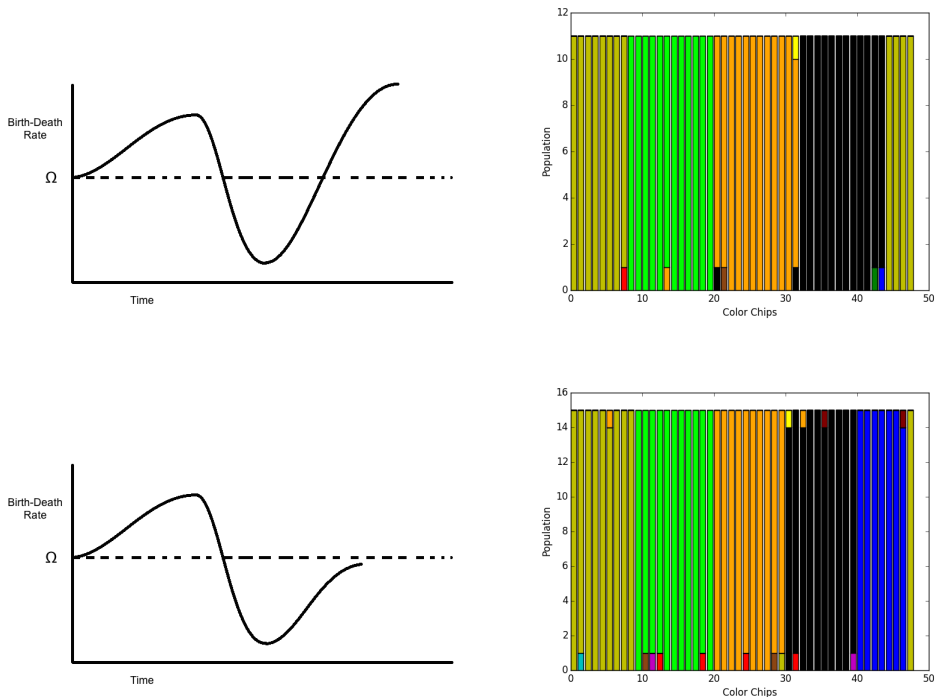 Birth-Death
Rate
Ω
Time
12
10
8
6
4
2
0
Population
0 10 20 30 40 50
Color Chips
Birth-Death
Rate
Ω
Time
16
14
12
10
8
6
4
2
0
Population
0 10 20 30 40 50
Color Chips